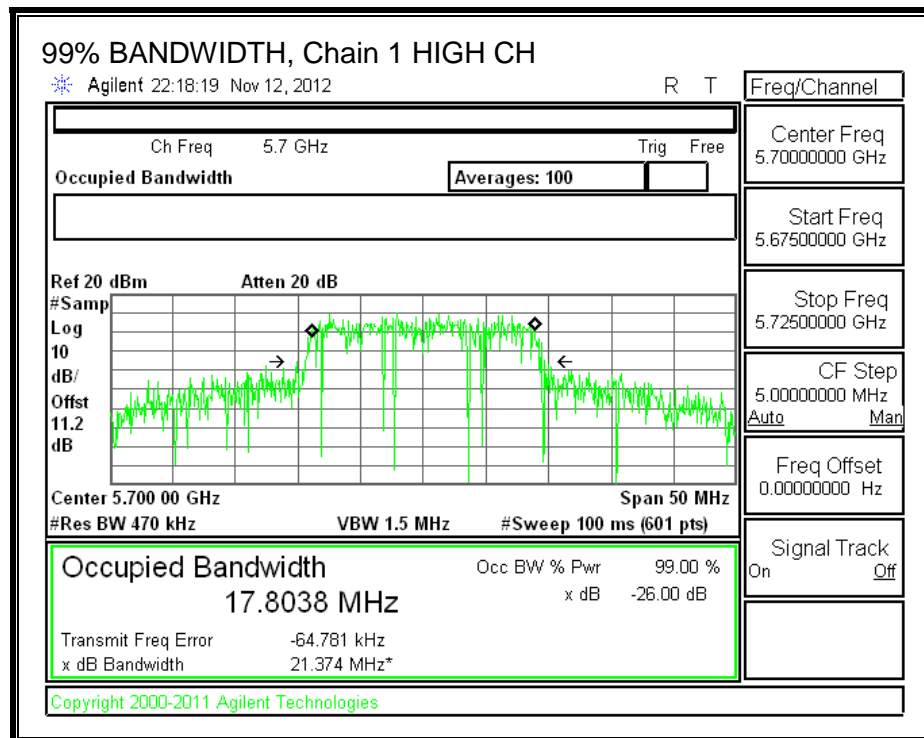 99% BANDWIDTH, Chain 1 HIGH CH
Agilent 22:18:19 Nov 12, 2012 R T
Ch Freq 5.7 GHz Trig Free
Occupied Bandwidth Averages: 100
Ref 20 dBm Atten 20 dB
#Samp
Log
10
dB/
Offst
11.2
dB
Center 5.700 00 GHz Span 50 MHz
#Res BW 470 kHz VBW 1.5 MHz #Sweep 100 ms (601 pts)
Occupied Bandwidth Occ BW % Pwr 99.00 %
17.8038 MHz x dB -26.00 dB
Transmit Freq Error -64.781 kHz
x dB Bandwidth 21.374 MHz*
Copyright 2000-2011 Agilent Technologies
Freq/Channel
Center Freq
5.70000000 GHz
Start Freq
5.67500000 GHz
Stop Freq
5.72500000 GHz
CF Step
5.00000000 MHz
Auto Man
Freq Offset
0.00000000 Hz
Signal Track
On Off